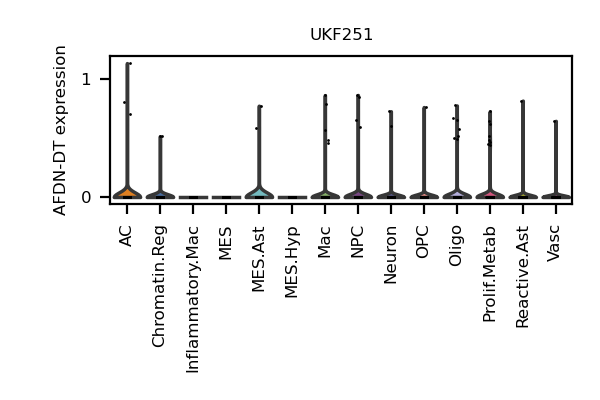 UKF251
AFDN-DT expression
1
0
AC
Chromatin.Reg
Inflammatory.Mac
MES
MES.Ast
MES.Hyp
Mac
NPC
Neuron
OPC
Oligo
Prolif.Metab
Reactive.Ast
Vasc